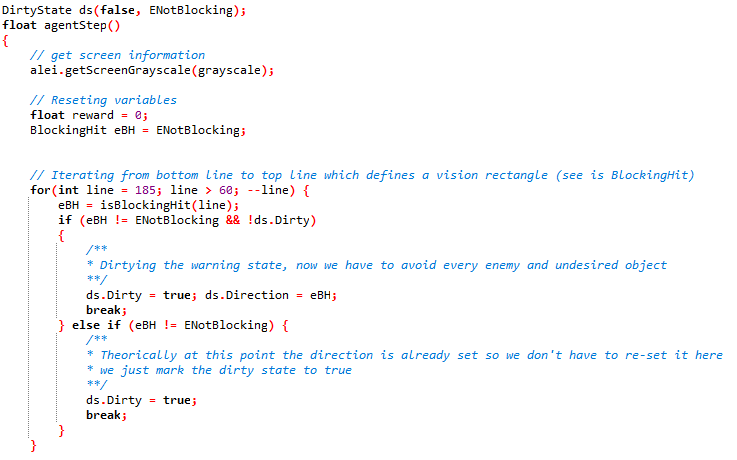 DirtyState ds(false, ENotBlocking);
float agentStep()
{
// get screen information
alei.getScreenGrayscale(grayscale);
// Reseting variables
float reward = 0;
BlockingHit eBH = ENotBlocking;
// Iterating from bottom line to top line which defines a vision rectangle (see is BlockingHit)
for(int line = 185; line > 60; --line) {
eBH = isBlockingHit(line);
if (eBH != ENotBlocking && !ds.Dirty)
{
/**
* Dirtying the warning state, now we have to avoid every enemy and undesired object
**/
ds.Dirty = true; ds.Direction = eBH;
break;
} else if (eBH != ENotBlocking) {
/**
* Theorically at this point the direction is already set so we don't have to re-set it here
* we just mark the dirty state to true
**/
ds.Dirty = true;
break;
}
}